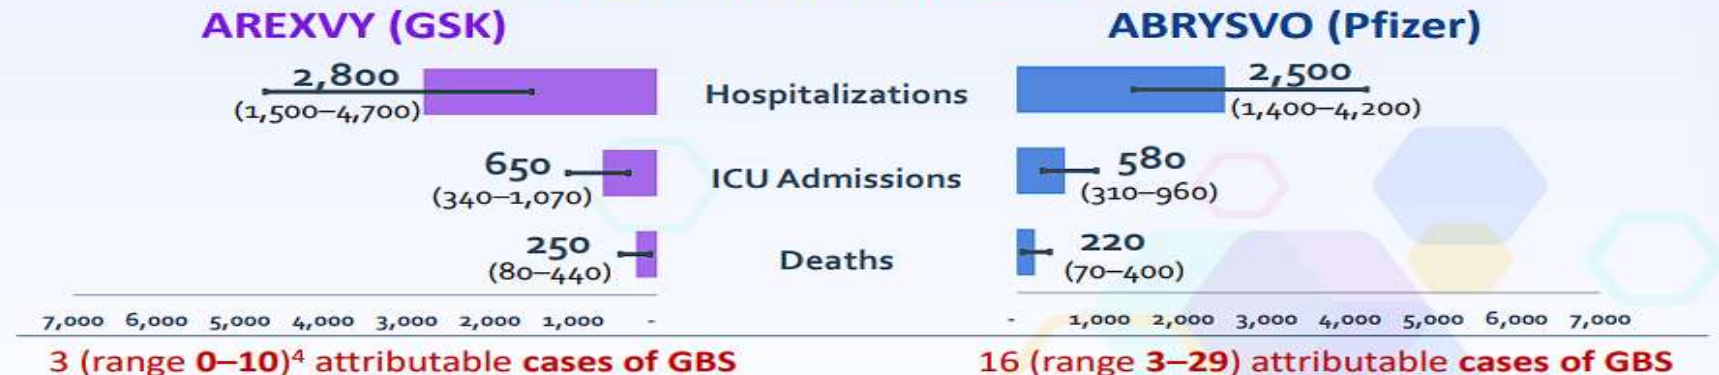 AREXVY (GSK)
ABRYSVO (Pfizer)
2,800
(1,500–4,700)
Hospitalizations
2,500
(1,400–4,200)
650
(340–1,070)
ICU Admissions
580
(310–960)
250
(80–440)
Deaths
220
(70–400)
7,000 6,000 5,000 4,000 3,000 2,000 1,000 -
- 1,000 2,000 3,000 4,000 5,000 6,000 7,000
3 (range 0–10)⁴ attributable cases of GBS
16 (range 3–29) attributable cases of GBS